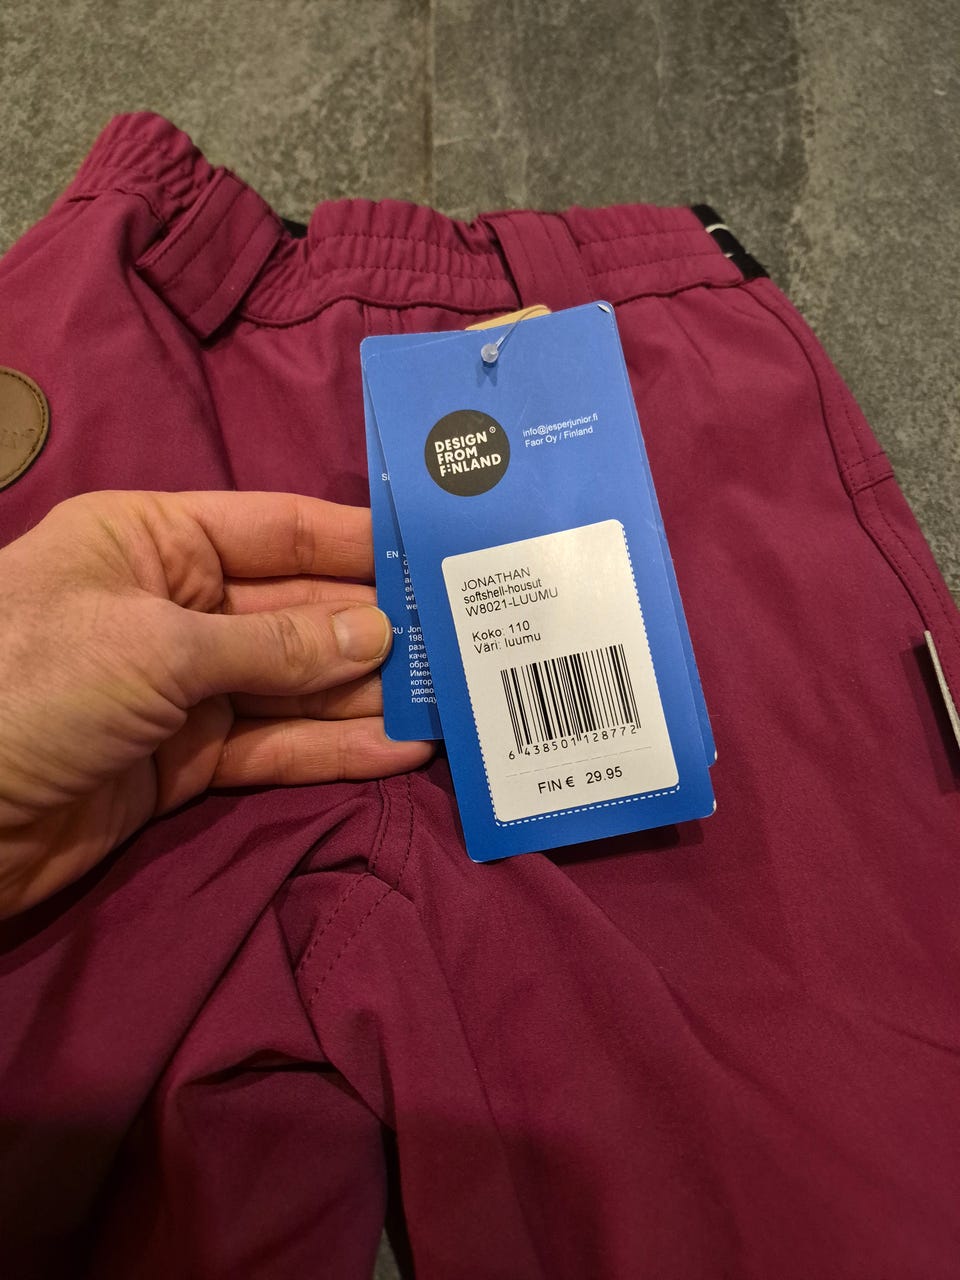 DESIGN
FROM
FINLAND
info@jesperjunior.fi
Faor Oy / Finland
JONATHAN
softshell-housut
W8021-LUUMU
Koko: 110
Väri: luumu
6 438501 128772
FIN € 29.95
EN
RU
198